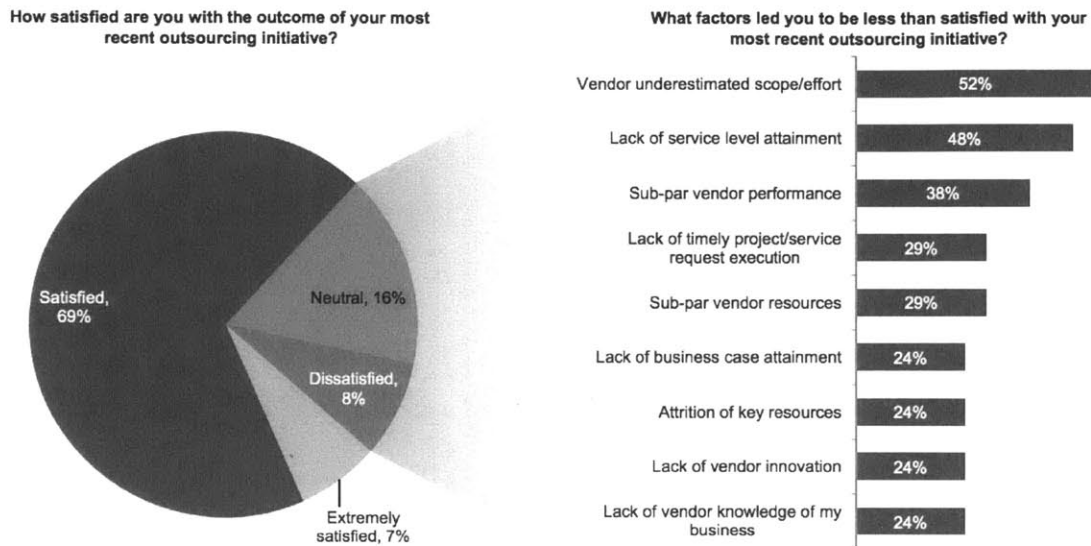 How satisfied are you with the outcome of your most
recent outsourcing initiative?
Satisfied,
69%
Neutral, 16%
Dissatisfied,
8%
Extremely
satisfied, 7%
What factors led you to be less than satisfied with your
most recent outsourcing initiative?
Vendor underestimated scope/effort
52%
Lack of service level attainment
48%
Sub-par vendor performance
38%
Lack of timely project/service
request execution
29%
Sub-par vendor resources
29%
Lack of business case attainment
24%
Attrition of key resources
24%
Lack of vendor innovation
24%
Lack of vendor knowledge of my
business
24%